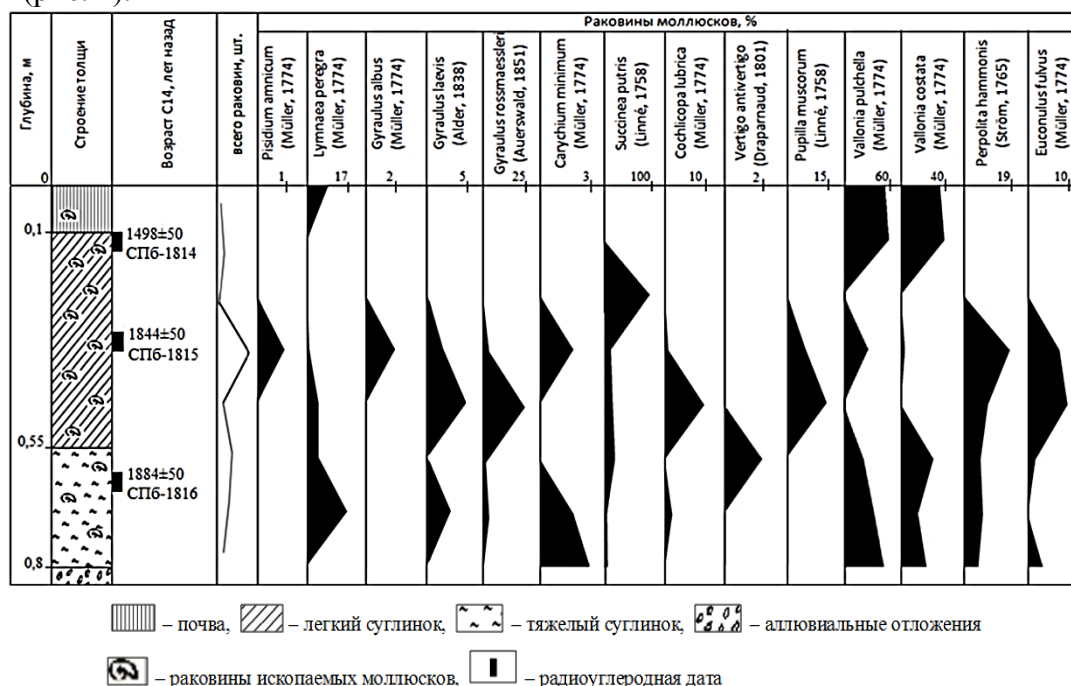 Раковины моллюсков, %
Глубина, м
Строение толщи
Возраст С14, лет назад
всего раковин, шт.
Pisidium amnicum
(Müller, 1774)
Lymnaea peregra
(Müller, 1774)
Gyraulus albus
(Müller, 1774)
Gyraulus laevis
(Alder, 1838)
Gyraulus rossmaessleri
(Auerswald, 1851)
Carychium minimum
(Müller, 1774)
Succinea putris
(Linné, 1758)
Cochlicopa lubrica
(Müller, 1774)
Vertigo antivertigo
(Draparnaud, 1801)
Pupilla muscorum
(Linné, 1758)
Vallonia pulchella
(Müller, 1774)
Vallonia costata
(Müller, 1774)
Perpolita hammonis
(Ström, 1765)
Euconulus fulvus
(Müller, 1774)
0 1 17 2 5 25 3 100 10 2 15 60 40 19 10
0,1
1498±50
СПб-1814
1844±50
СПб-1815
0,55
1884±50
СПб-1816
0,8
– почва, – легкий суглинок, – тяжелый суглинок, – аллювиальные отложения
– раковины ископаемых моллюсков, – радиоуглеродная дата